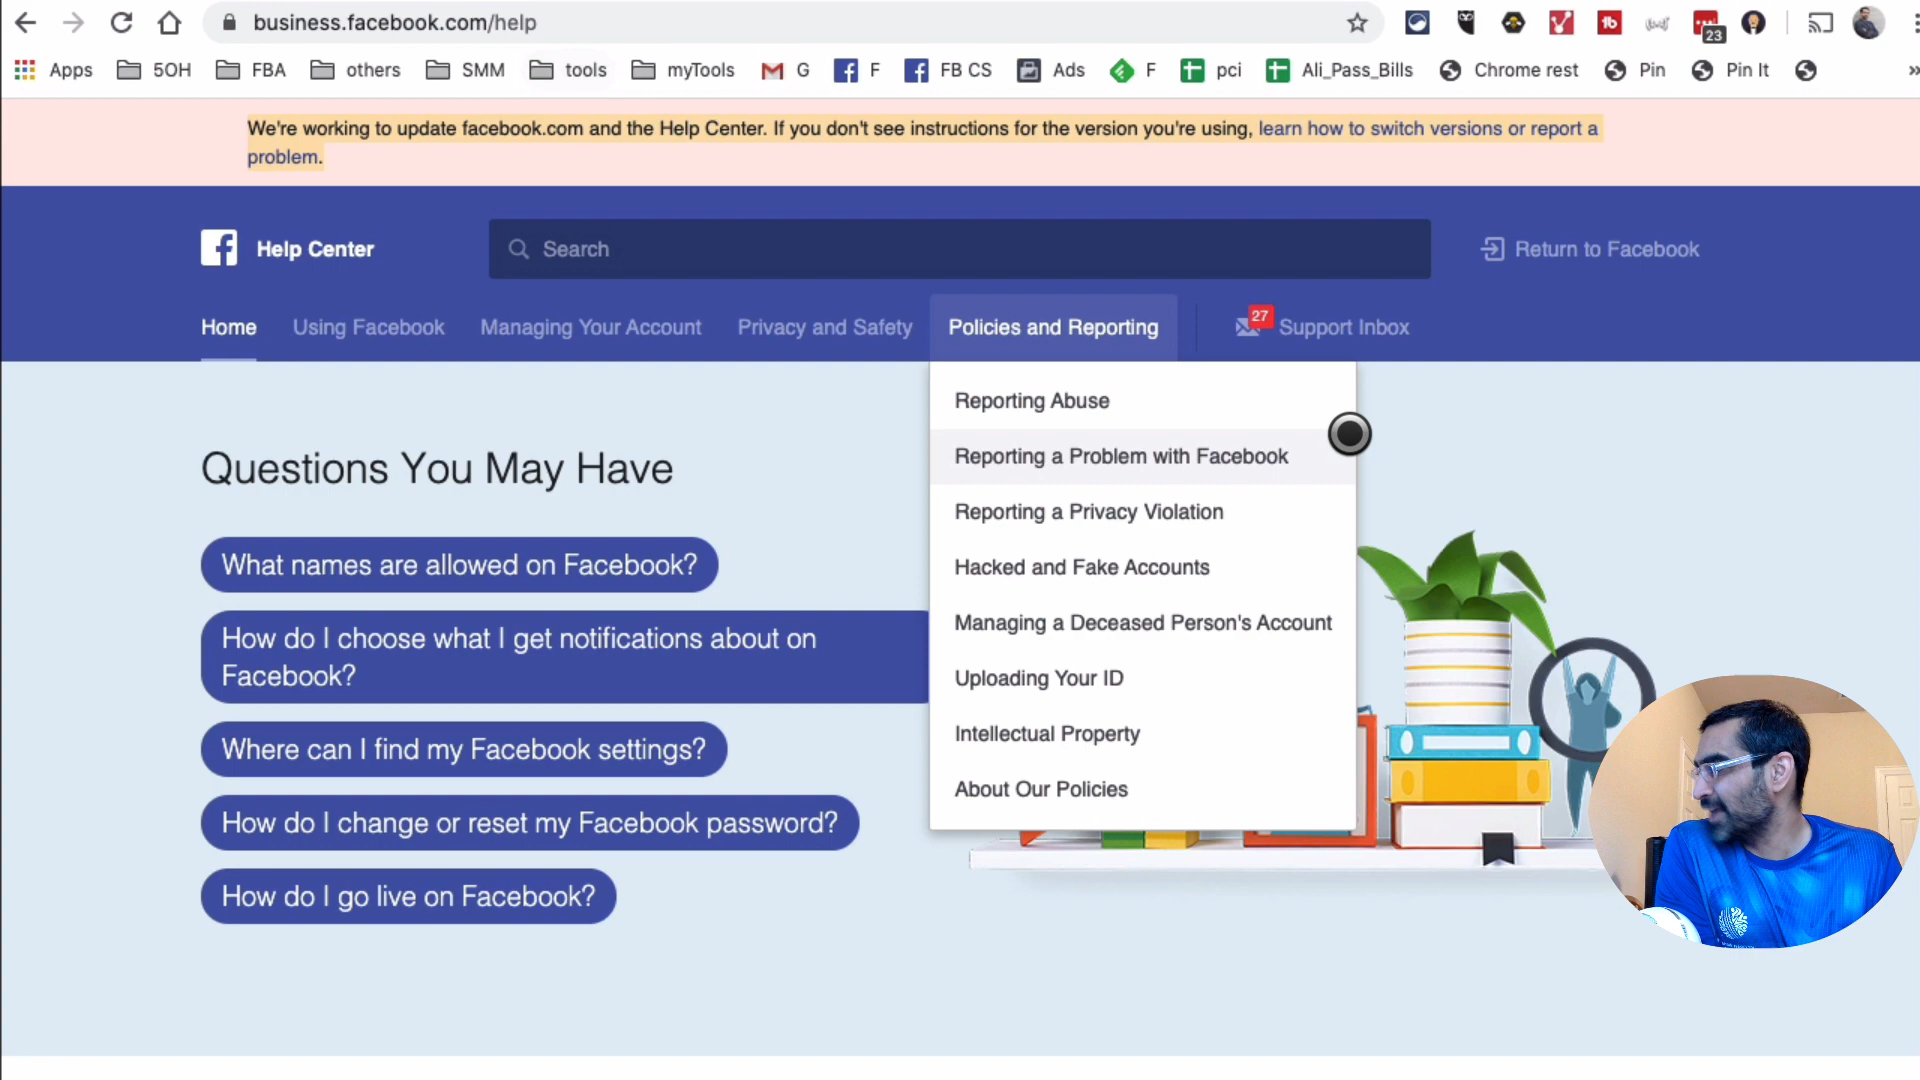 business.facebook.com/help
23
Apps 5OH FBA others SMM tools myTools G F FB CS Ads F pci Ali_Pass_Bills Chrome rest Pin Pin It »
We're working to update facebook.com and the Help Center. If you don't see instructions for the version you're using, learn how to switch versions or report a
problem.
Help Center
Search
Return to Facebook
Home Using Facebook Managing Your Account Privacy and Safety Policies and Reporting 27 Support Inbox
Reporting Abuse
Reporting a Problem with Facebook
Reporting a Privacy Violation
Hacked and Fake Accounts
Managing a Deceased Person's Account
Uploading Your ID
Intellectual Property
About Our Policies
Questions You May Have
What names are allowed on Facebook?
How do I choose what I get notifications about on
Facebook?
Where can I find my Facebook settings?
How do I change or reset my Facebook password?
How do I go live on Facebook?